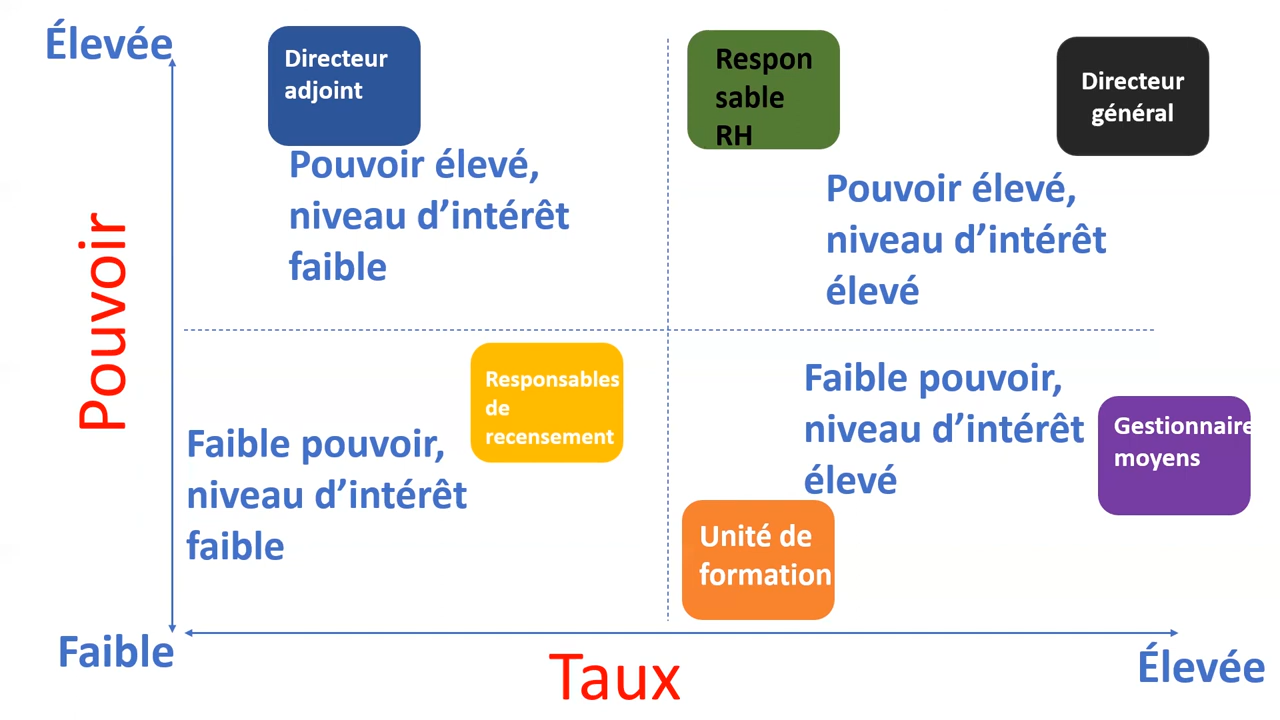 Élevée
Directeur
adjoint
Respon
sable
RH
Directeur
général
Pouvoir élevé,
niveau d’intérêt
faible
Pouvoir élevé,
niveau d’intérêt
élevé
Pouvoir
Responsables
de
recensement
Faible pouvoir,
niveau d’intérêt
élevé
Gestionnaire
moyens
Faible pouvoir,
niveau d’intérêt
faible
Unité de
formation
Faible
Taux
Élevée